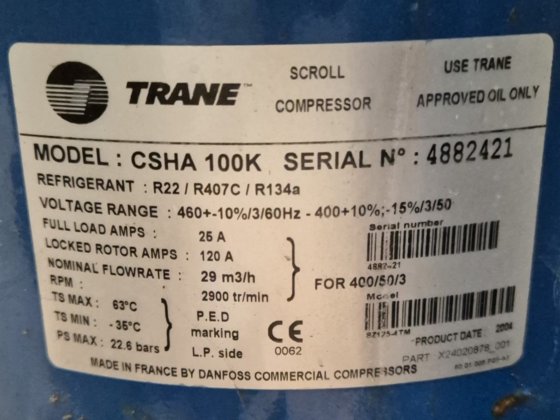 TRANE™
SCROLL
COMPRESSOR
USE TRANE
APPROVED OIL ONLY
MODEL : CSHA 100K SERIAL N° : 4882421
REFRIGERANT : R22 / R407C / R134a
VOLTAGE RANGE : 460+-10%/3/60Hz - 400+10%;-15%/3/50
FULL LOAD AMPS : 25 A
LOCKED ROTOR AMPS : 120 A
NOMINAL FLOWRATE : 29 m3/h
RPM : 2900 tr/min
FOR 400/50/3
Serial number
Model
TS MAX : 63°C
TS MIN : -35°C
PS MAX : 22.6 bars
P.E.D
marking
L.P. side
CE
0062
PRODUCT DATE : 2004
PART : X24020878_001
MADE IN FRANCE BY DANFOSS COMMERCIAL COMPRESSORS